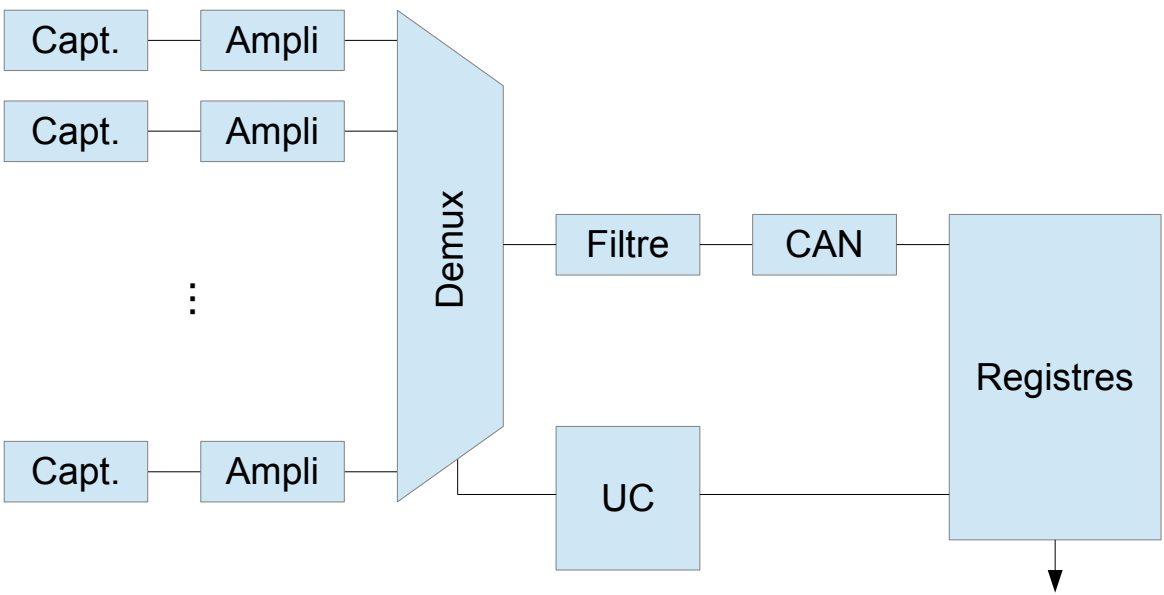 Capt.
Ampli
Capt.
Ampli
Demux
Filtre
CAN
Registres
...
Capt.
Ampli
UC